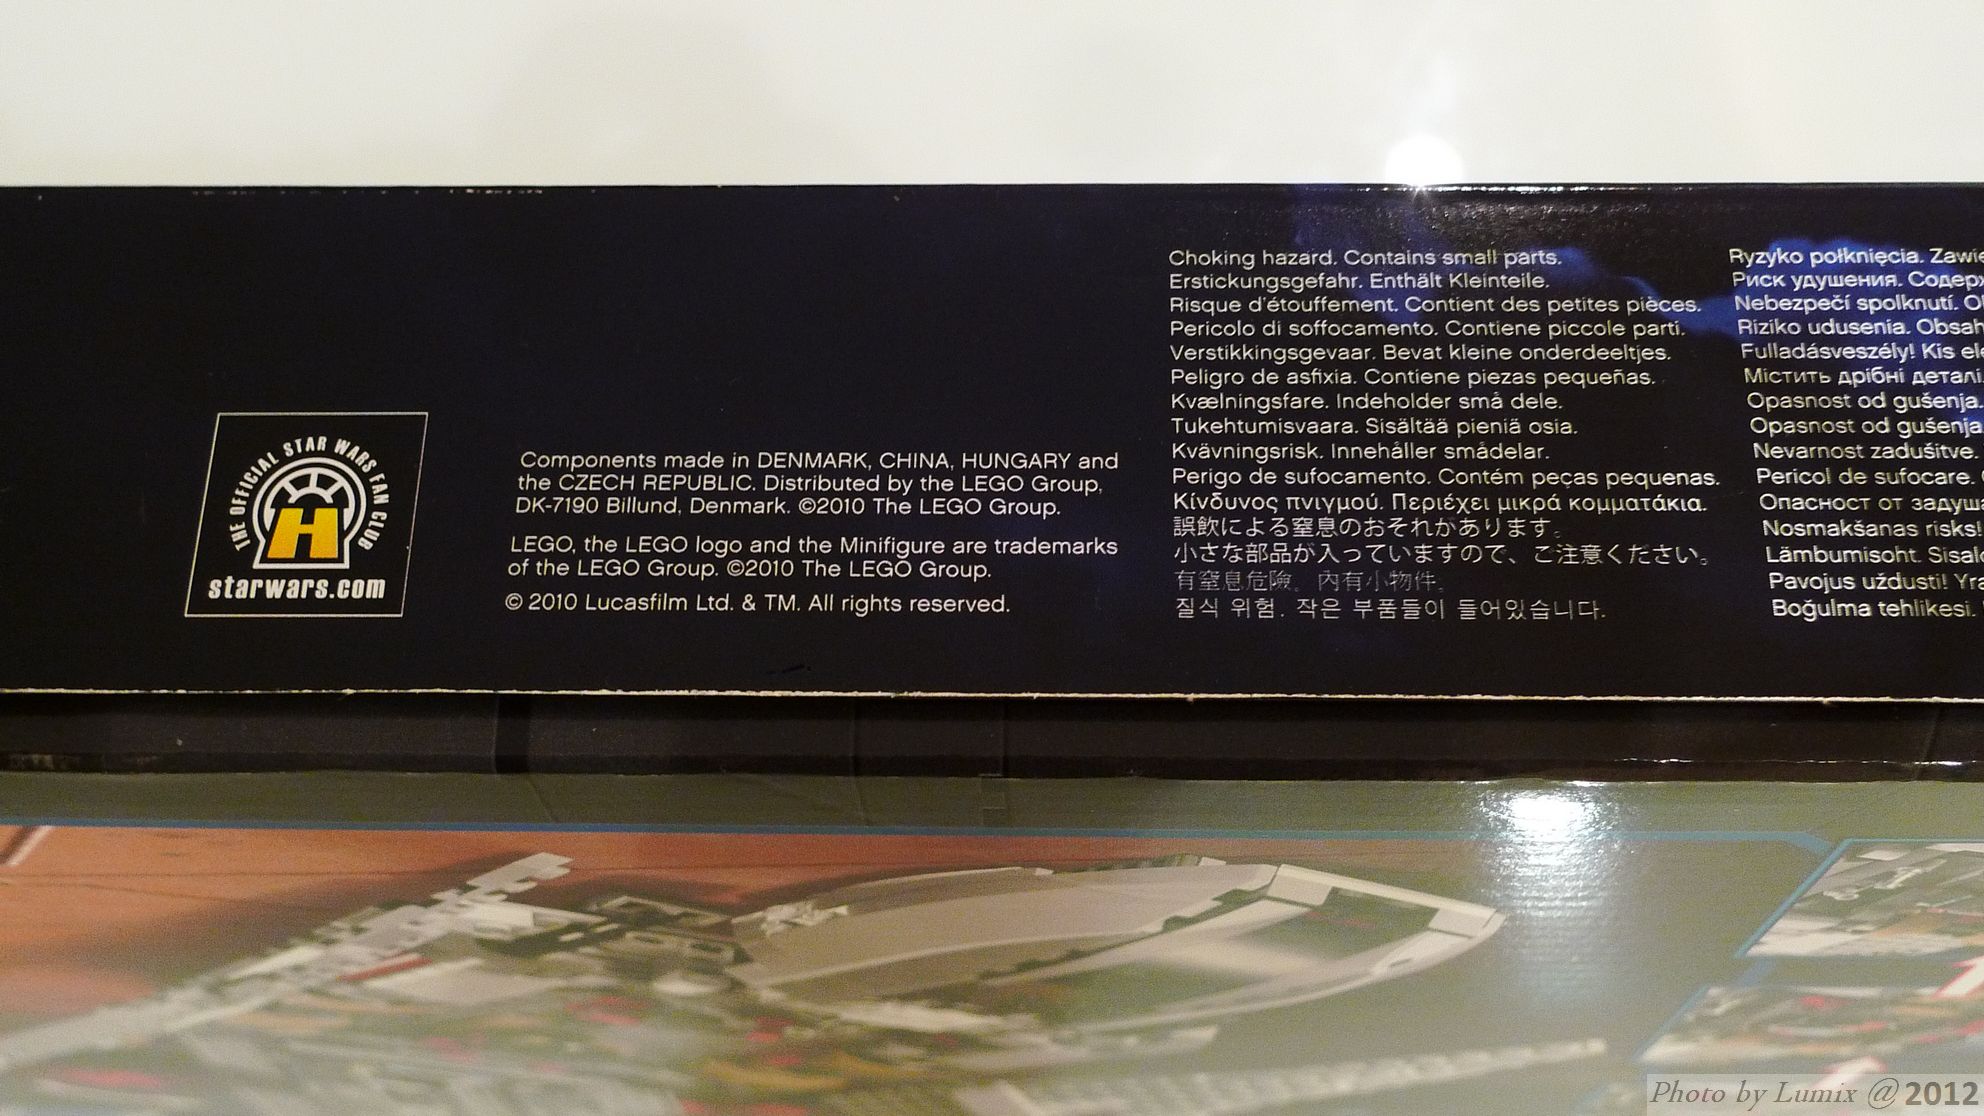 THE OFFICIAL STAR WARS FAN CLUB
H
starwars.com
Components made in DENMARK, CHINA, HUNGARY and
the CZECH REPUBLIC. Distributed by the LEGO Group,
DK-7190 Billund, Denmark. ©2010 The LEGO Group.
LEGO, the LEGO logo and the Minifigure are trademarks
of the LEGO Group. ©2010 The LEGO Group.
© 2010 Lucasfilm Ltd. & TM. All rights reserved.
Choking hazard. Contains small parts.
Erstickungsgefahr. Enthält Kleinteile.
Risque d'étouffement. Contient des petites pièces.
Pericolo di soffocamento. Contiene piccole parti.
Verstikkingsgevaar. Bevat kleine onderdeeltjes.
Peligro de asfixia. Contiene piezas pequeñas.
Kvælningsfare. Indeholder små dele.
Tukehtumisvaara. Sisältää pieniä osia.
Kvävningsrisk. Innehåller smådelar.
Perigo de sufocamento. Contém peças pequenas.
Κίνδυνος πνιγμού. Περιέχει μικρά κομματάκια.
誤飲による窒息のおそれがあります。
小さな部品が入っていますので、ご注意ください。
有窒息危險。內有小物件。
질식 위험. 작은 부품들이 들어있습니다.
Ryzyko połknięcia.
Риск удушения.
Nebezpečí spolknutí.
Riziko udusenia.
Fulladásveszély! Kis
Містить дрібні деталі.
Opasnost od gušenja.
Opasnost od gušenja.
Nevarnost zadušitve.
Pericol de sufocare.
Опасност от
Nosmakšanas risks!
Lämbumisoht.
Pavojus uždusti!
Boğulma tehlikesi.
Photo by Lumix @ 2012